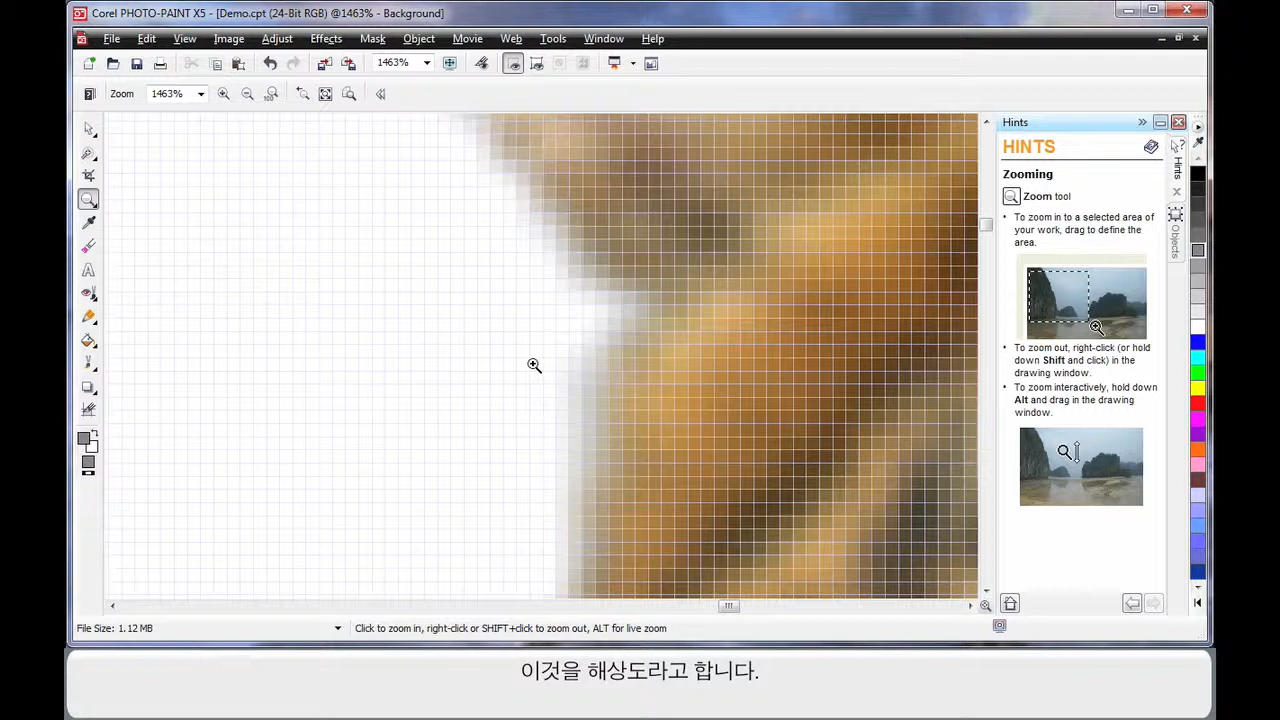 Corel PHOTO-PAINT X5 - [Demo.cpt (24-Bit RGB) @1463% - Background]
File Edit View Image Adjust Effects Mask Object Movie Web Tools Window Help
1463%
Zoom 1463%
100
Hints
HINTS
Zooming
Zoom tool
• To zoom in to a selected area of
your work, drag to define the
area.
• To zoom out, right-click (or hold
down Shift and click) in the
drawing window.
• To zoom interactively, hold down
Alt and drag in the drawing
window.
Hints
Objects
File Size: 1.12 MB
Click to zoom in, right-click or SHIFT+click to zoom out, ALT for live zoom
이것을 해상도라고 합니다.